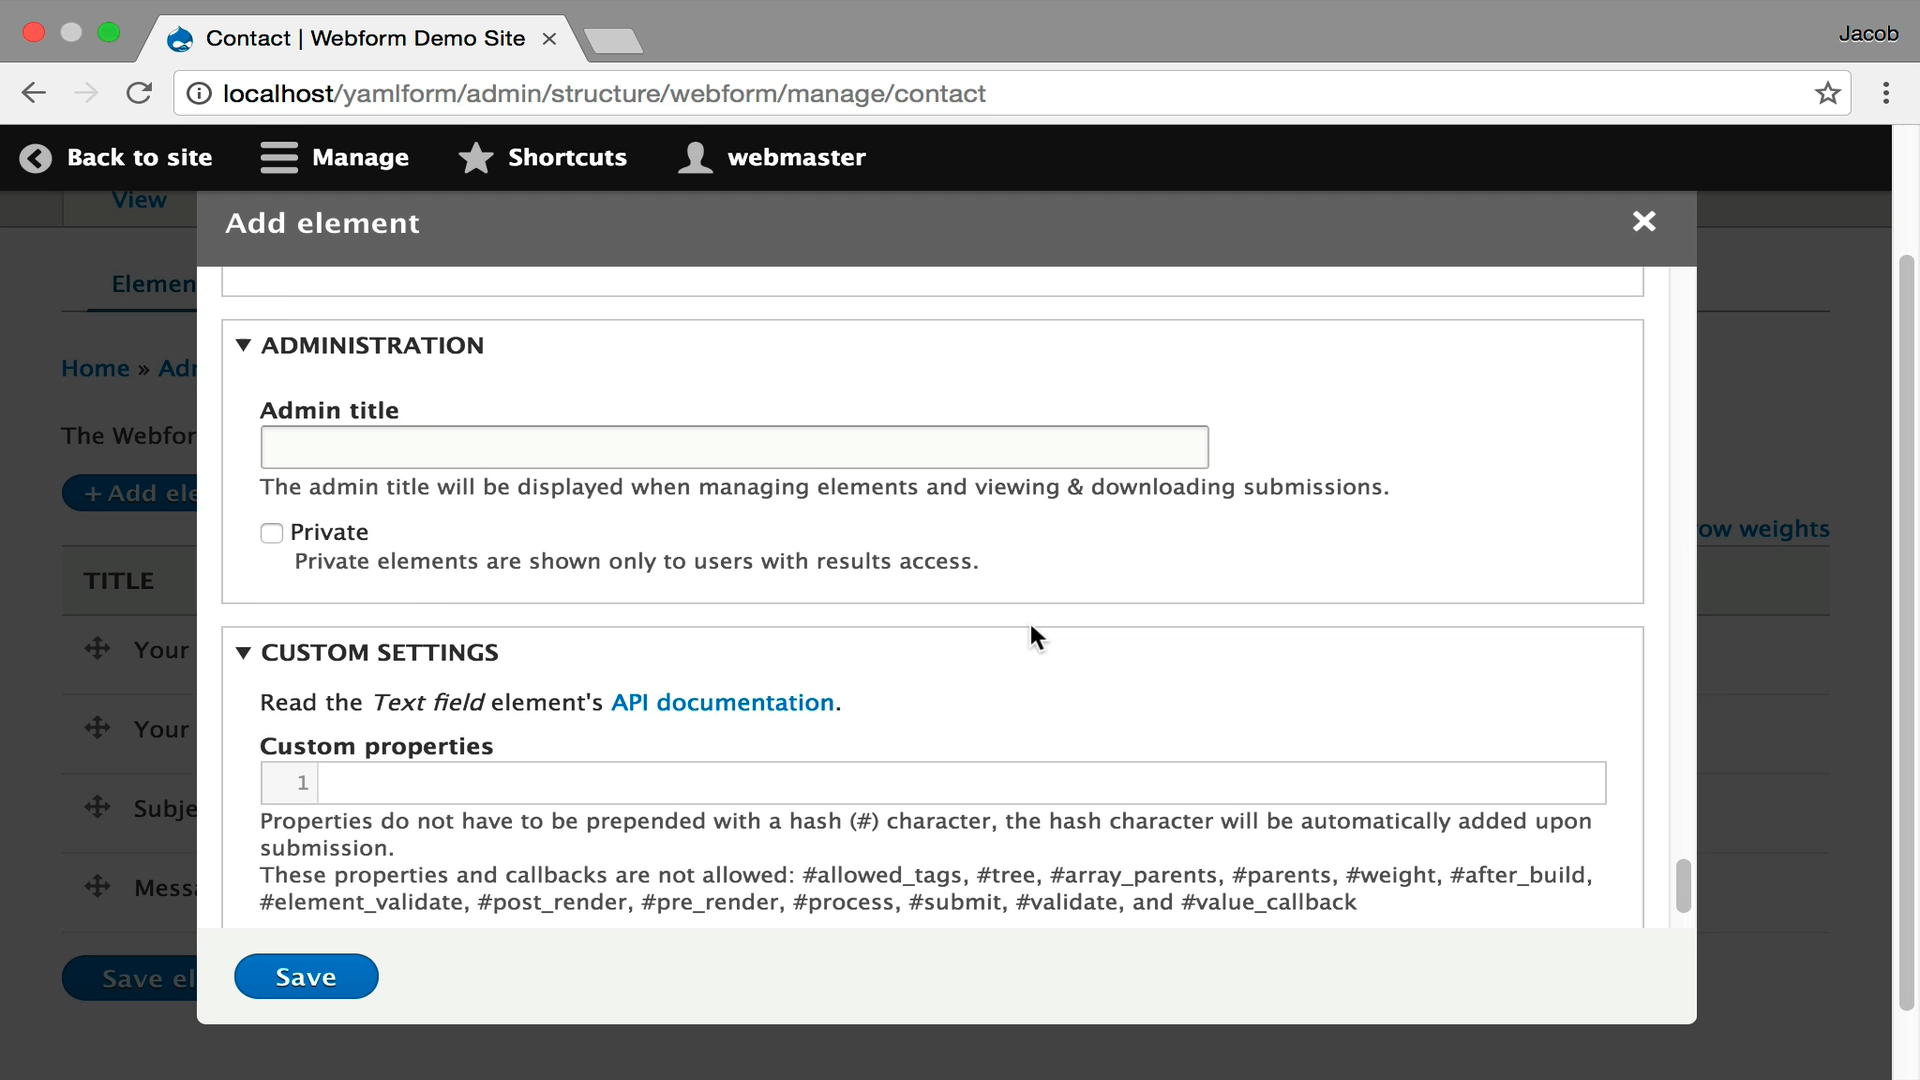 Contact | Webform Demo Site
Jacob
localhost/yamlform/admin/structure/webform/manage/contact
Back to site
Manage
Shortcuts
webmaster
View
Add element
Elemen
ADMINISTRATION
Home » Adr
Admin title
The Webfor
The admin title will be displayed when managing elements and viewing & downloading submissions.
+ Add ele
Private
ow weights
Private elements are shown only to users with results access.
TITLE
CUSTOM SETTINGS
Your
Read the Text field element's API documentation.
Your
Custom properties
1
Subje
Properties do not have to be prepended with a hash (#) character, the hash character will be automatically added upon
submission.
These properties and callbacks are not allowed: #allowed_tags, #tree, #array_parents, #parents, #weight, #after_build,
Messa
#element_validate, #post_render, #pre_render, #process, #submit, #validate, and #value_callback
Save el
Save